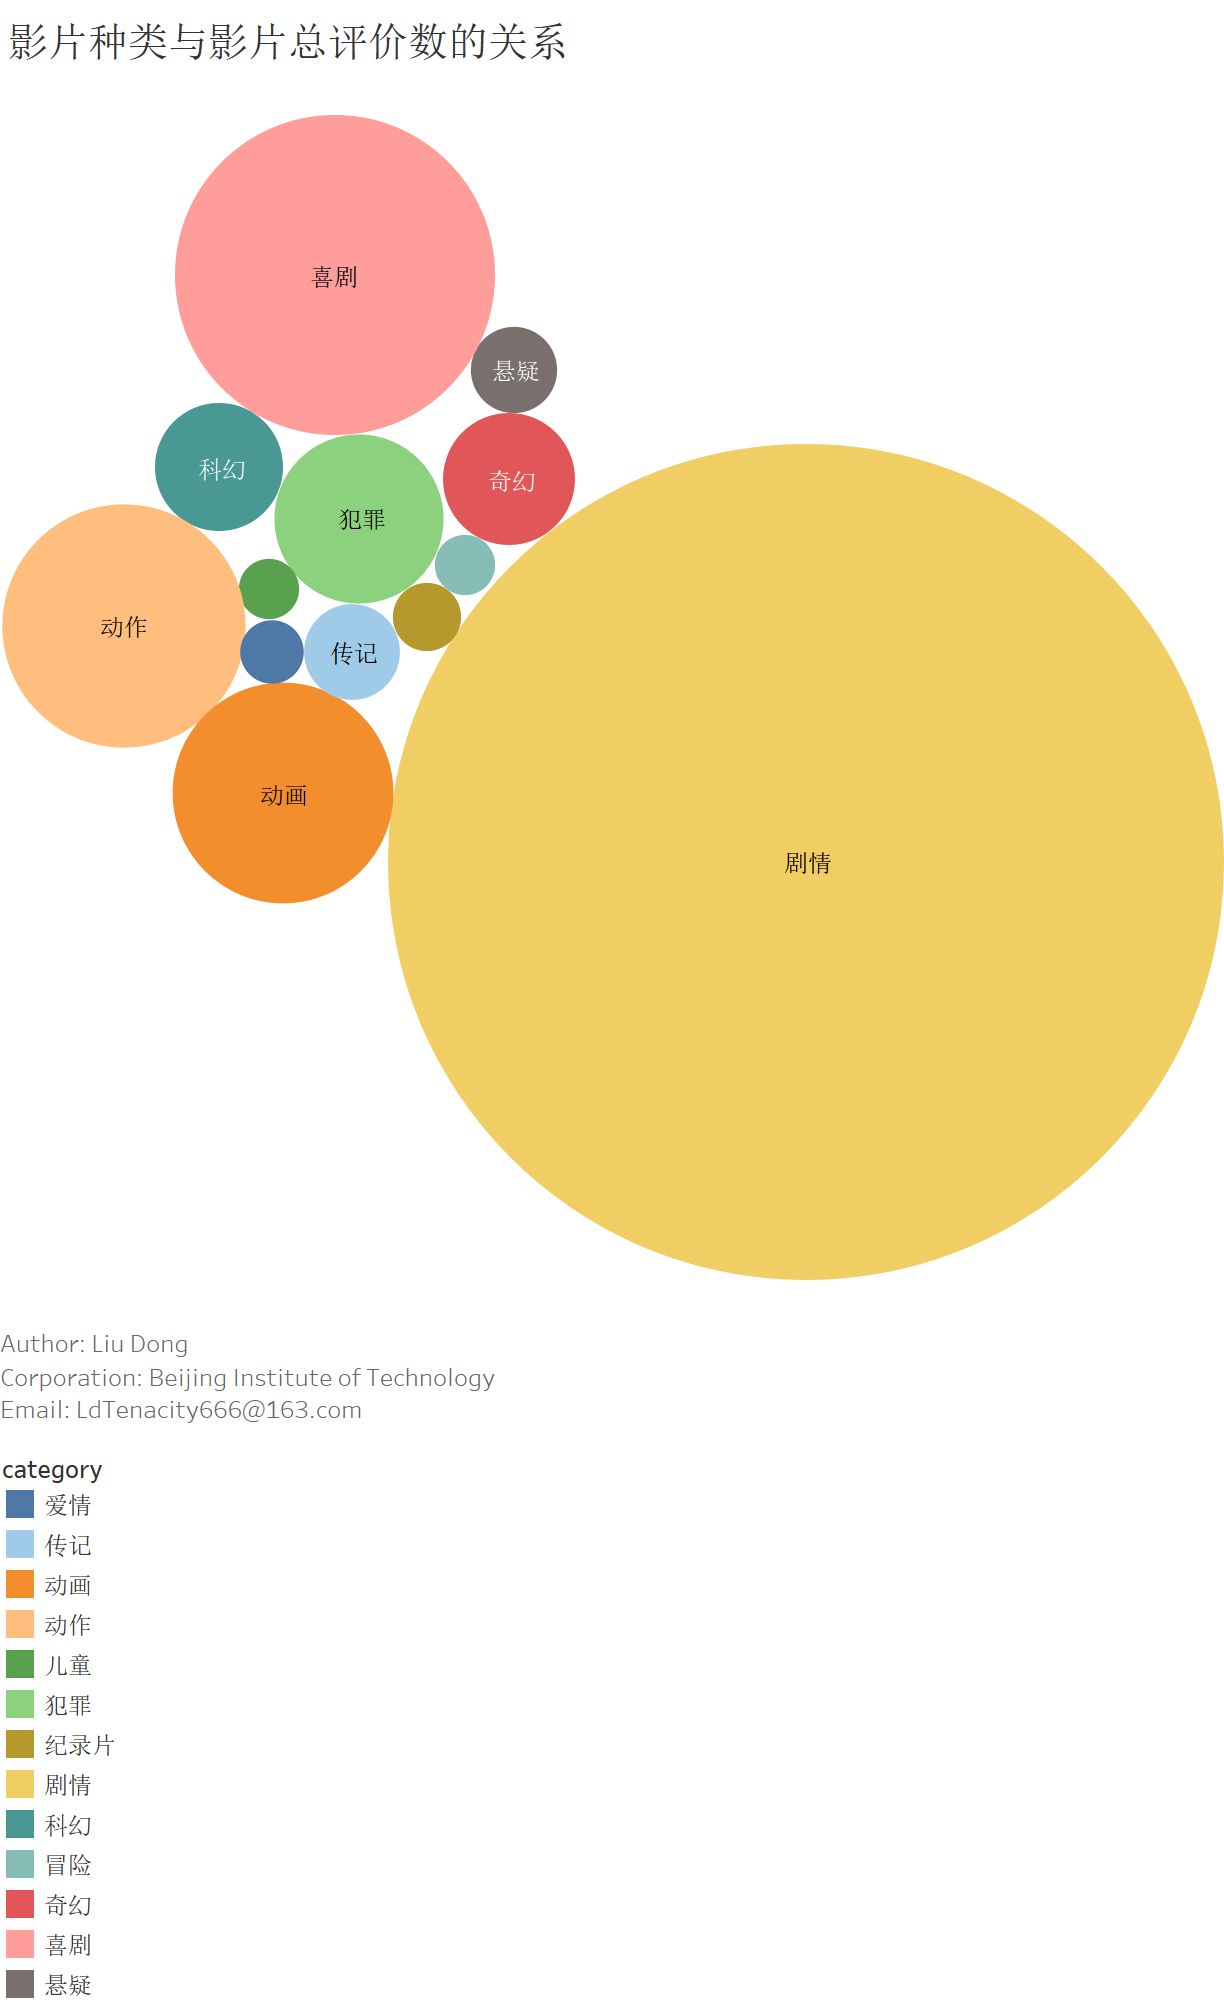 影片种类与影片总评价数的关系
喜剧
悬疑
科幻
奇幻
犯罪
动作
传记
动画
剧情
Author: Liu Dong
Corporation: Beijing Institute of Technology
Email: LdTenacity666@163.com
category
爱情
传记
动画
动作
儿童
犯罪
纪录片
剧情
科幻
冒险
奇幻
喜剧
悬疑